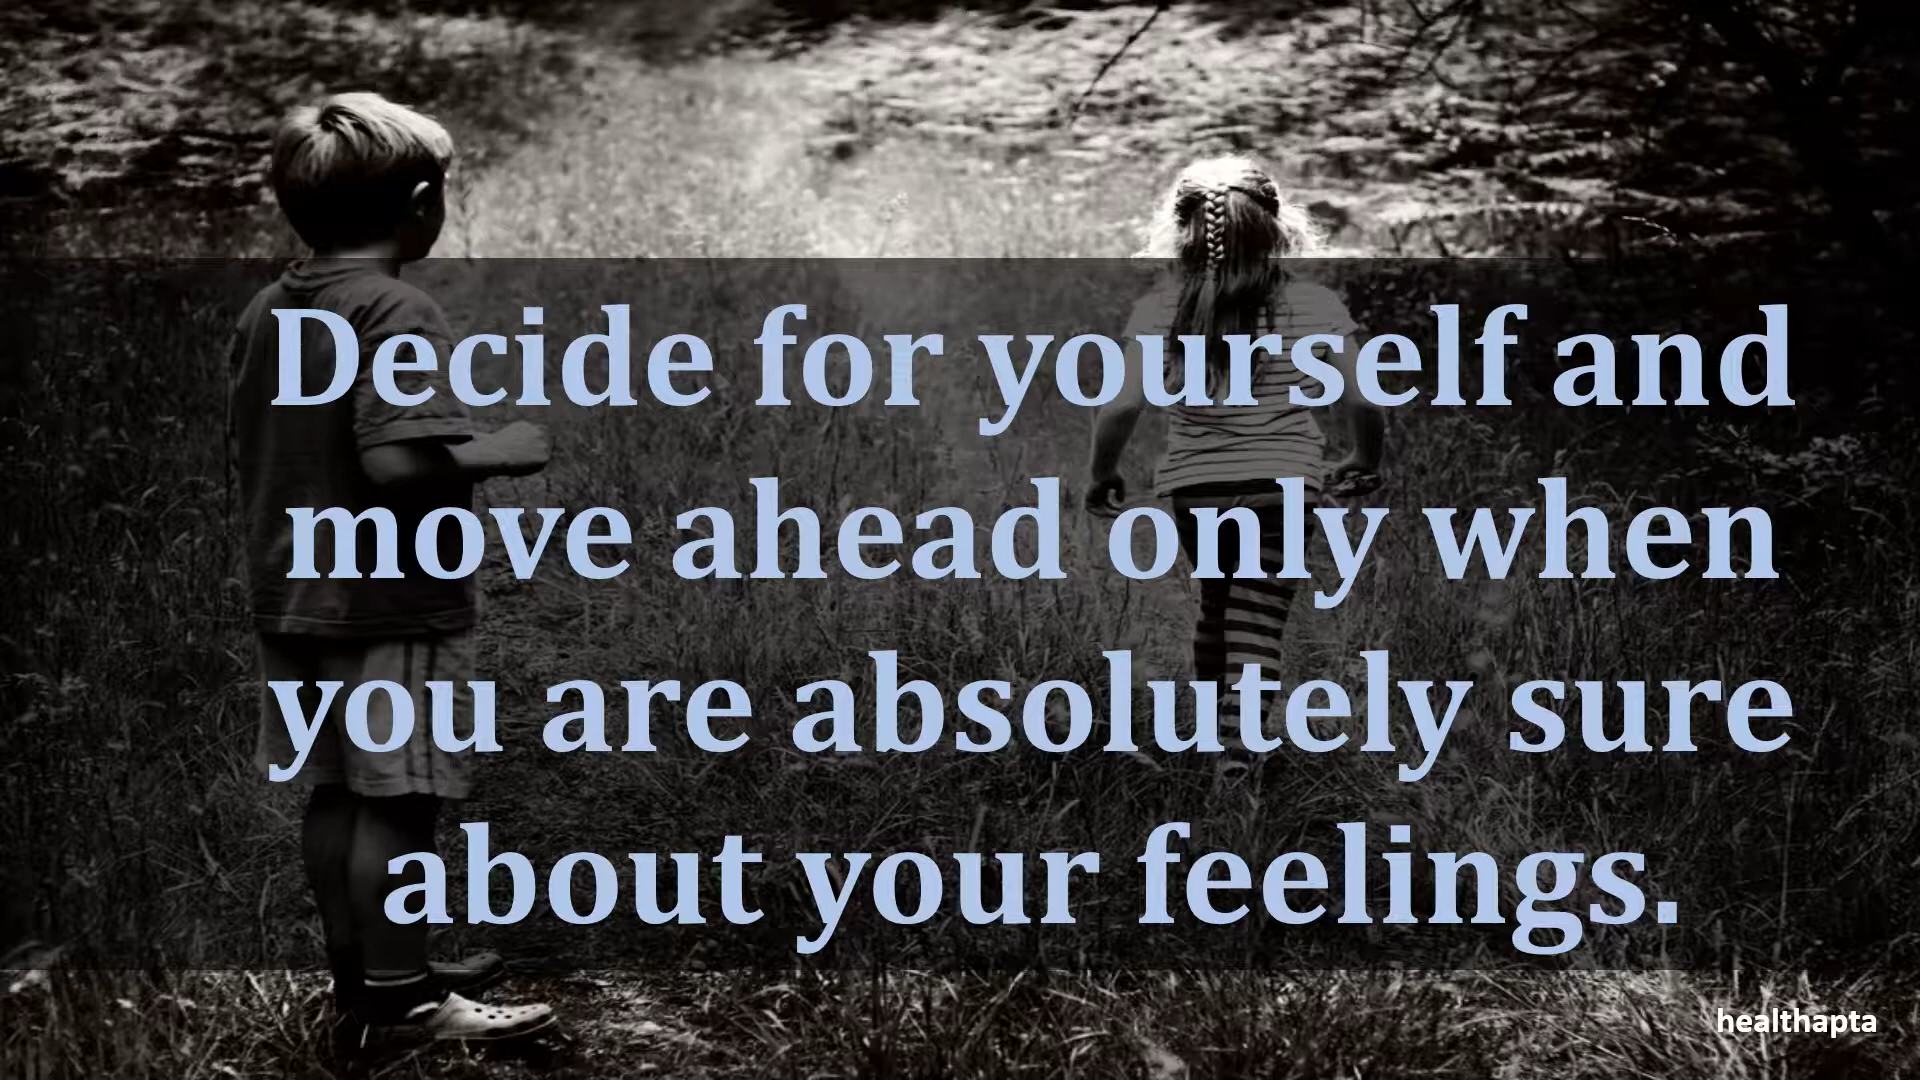 Decide for yourself and
move ahead only when
you are absolutely sure
about your feelings.
healthapta